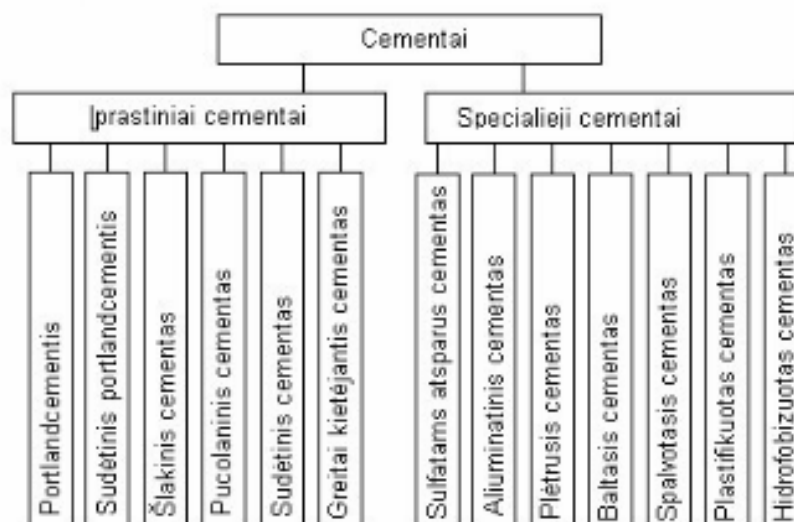 Cementai
Įprastiniai cementai
Specialieji cementai
Portlandcementis
Sudėtinis portlandcementis
Šlakinis cementas
Pucolaninis cementas
Sudėtinis cementas
Greitai kietėjantis cementas
Sulfatams atsparus cementas
Aliuminatinis cementas
Plėtrusis cementas
Baltasis cementas
Spalvotasis cementas
Plastifikuotas cementas
Hidrofobizuotas cementas